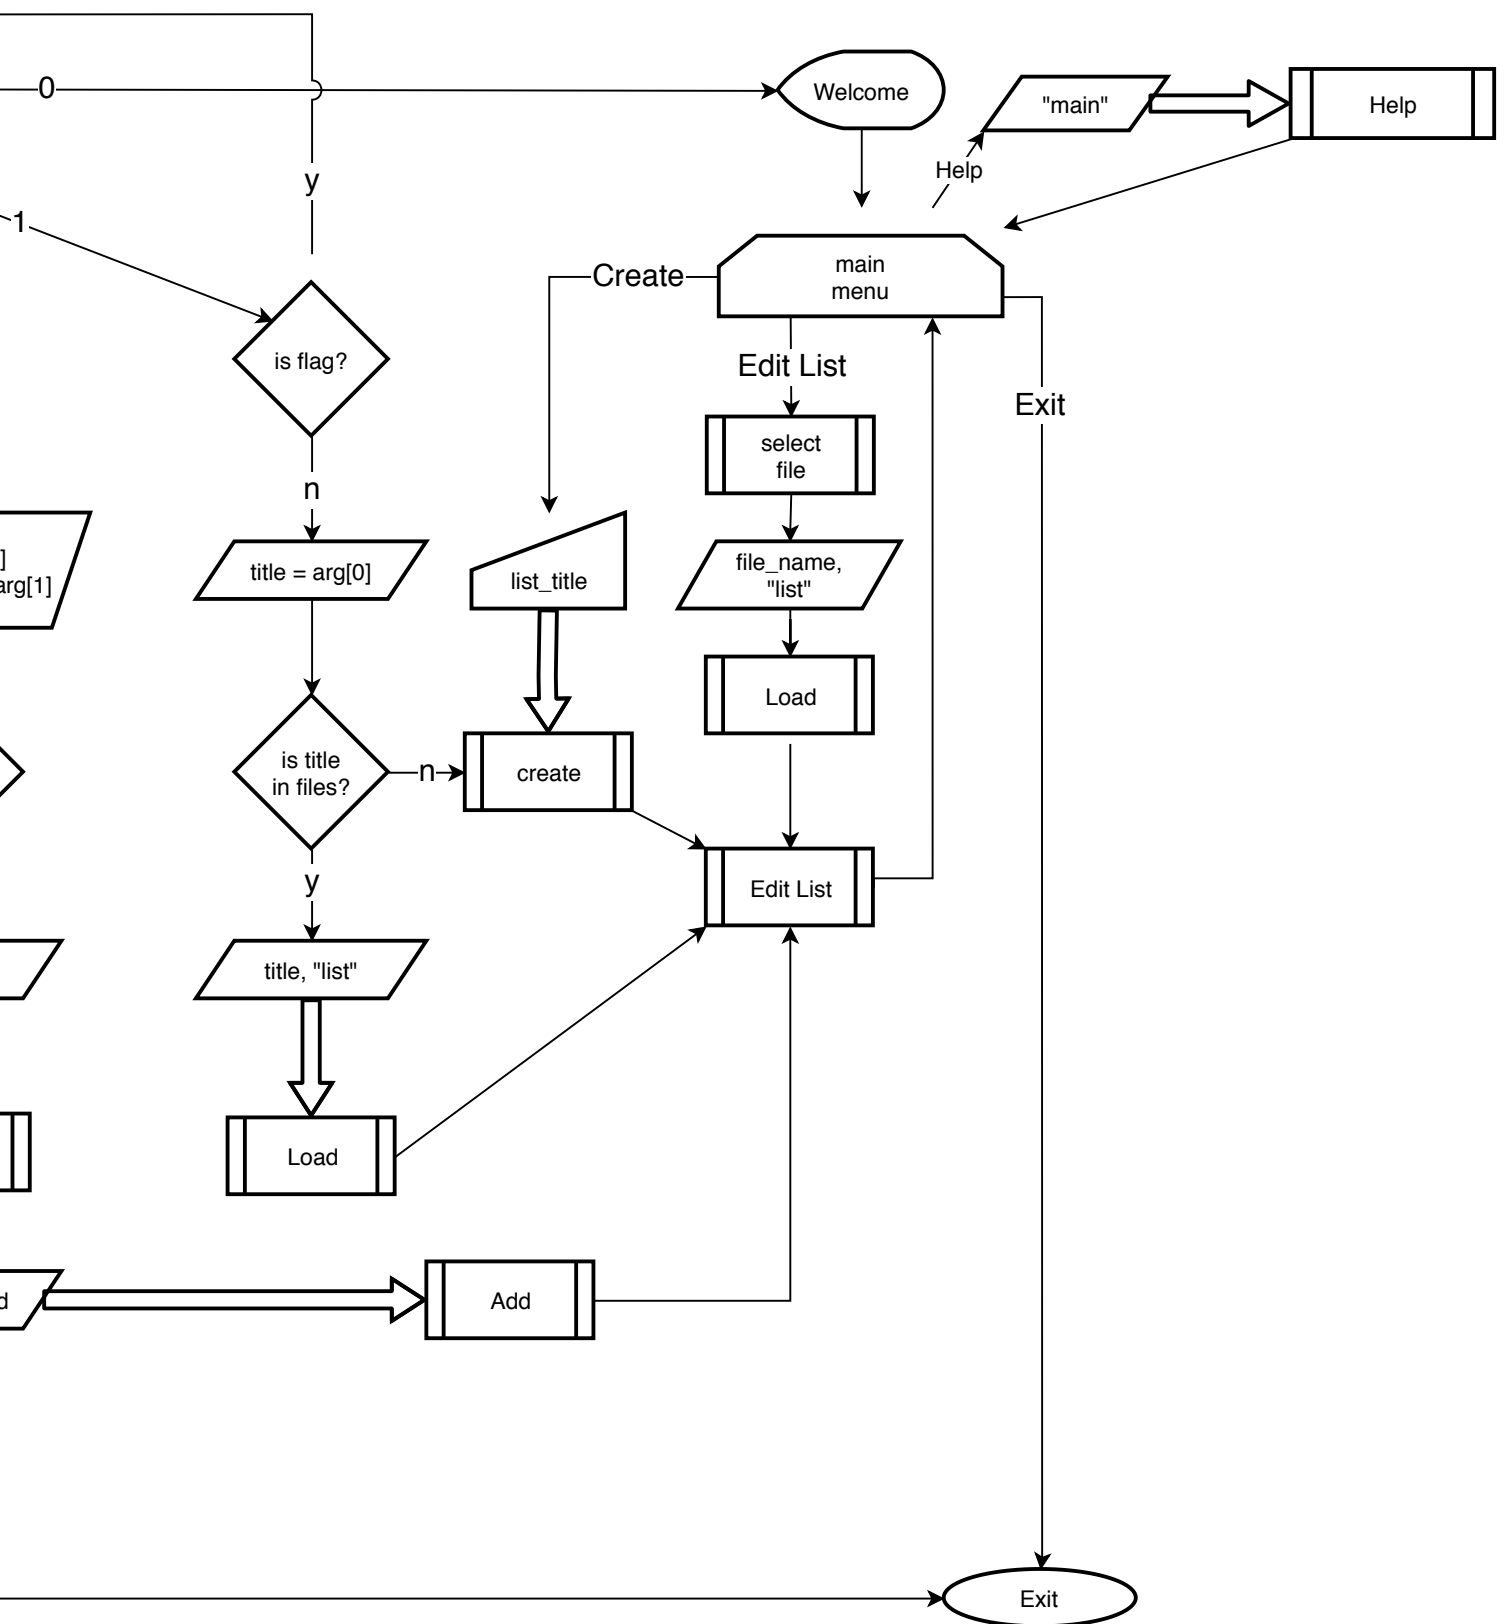 0
Welcome
"main"
Help
Help
y
1
main
menu
Create
is flag?
Edit List
Exit
select
file
n
]
arg[1]
title = arg[0]
list_title
file_name,
"list"
Load
is title
in files?
n
create
y
Edit List
title, "list"
Load
d
Add
Exit